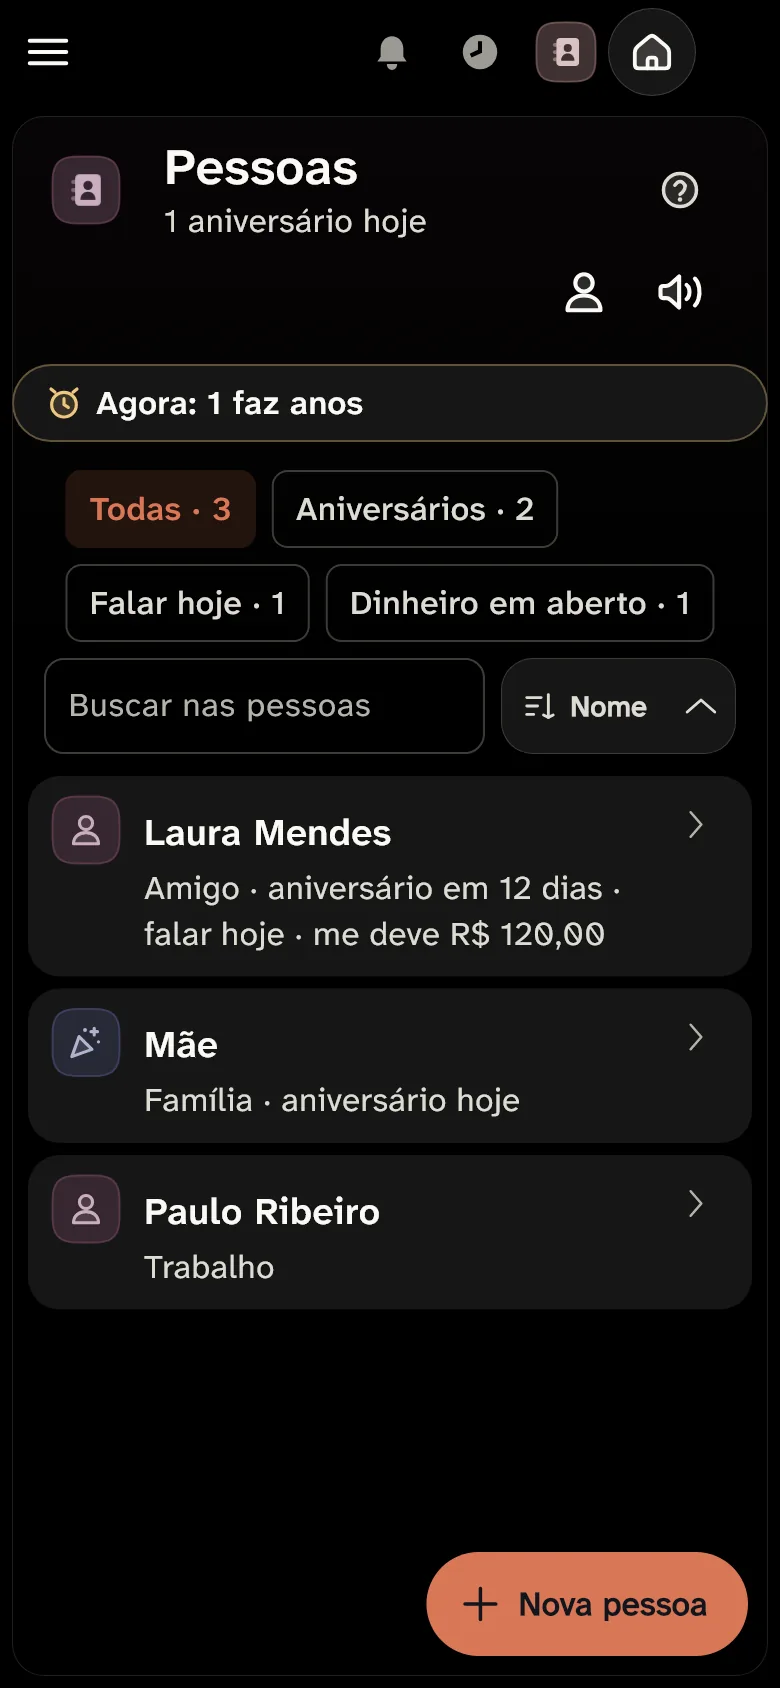 Pessoas
1 aniversário hoje
Agora: 1 faz anos
Todas · 3
Aniversários · 2
Falar hoje · 1
Dinheiro em aberto · 1
Buscar nas pessoas
Nome
Laura Mendes
Amigo · aniversário em 12 dias ·
falar hoje · me deve R$ 120,00
Mãe
Família · aniversário hoje
Paulo Ribeiro
Trabalho
Nova pessoa